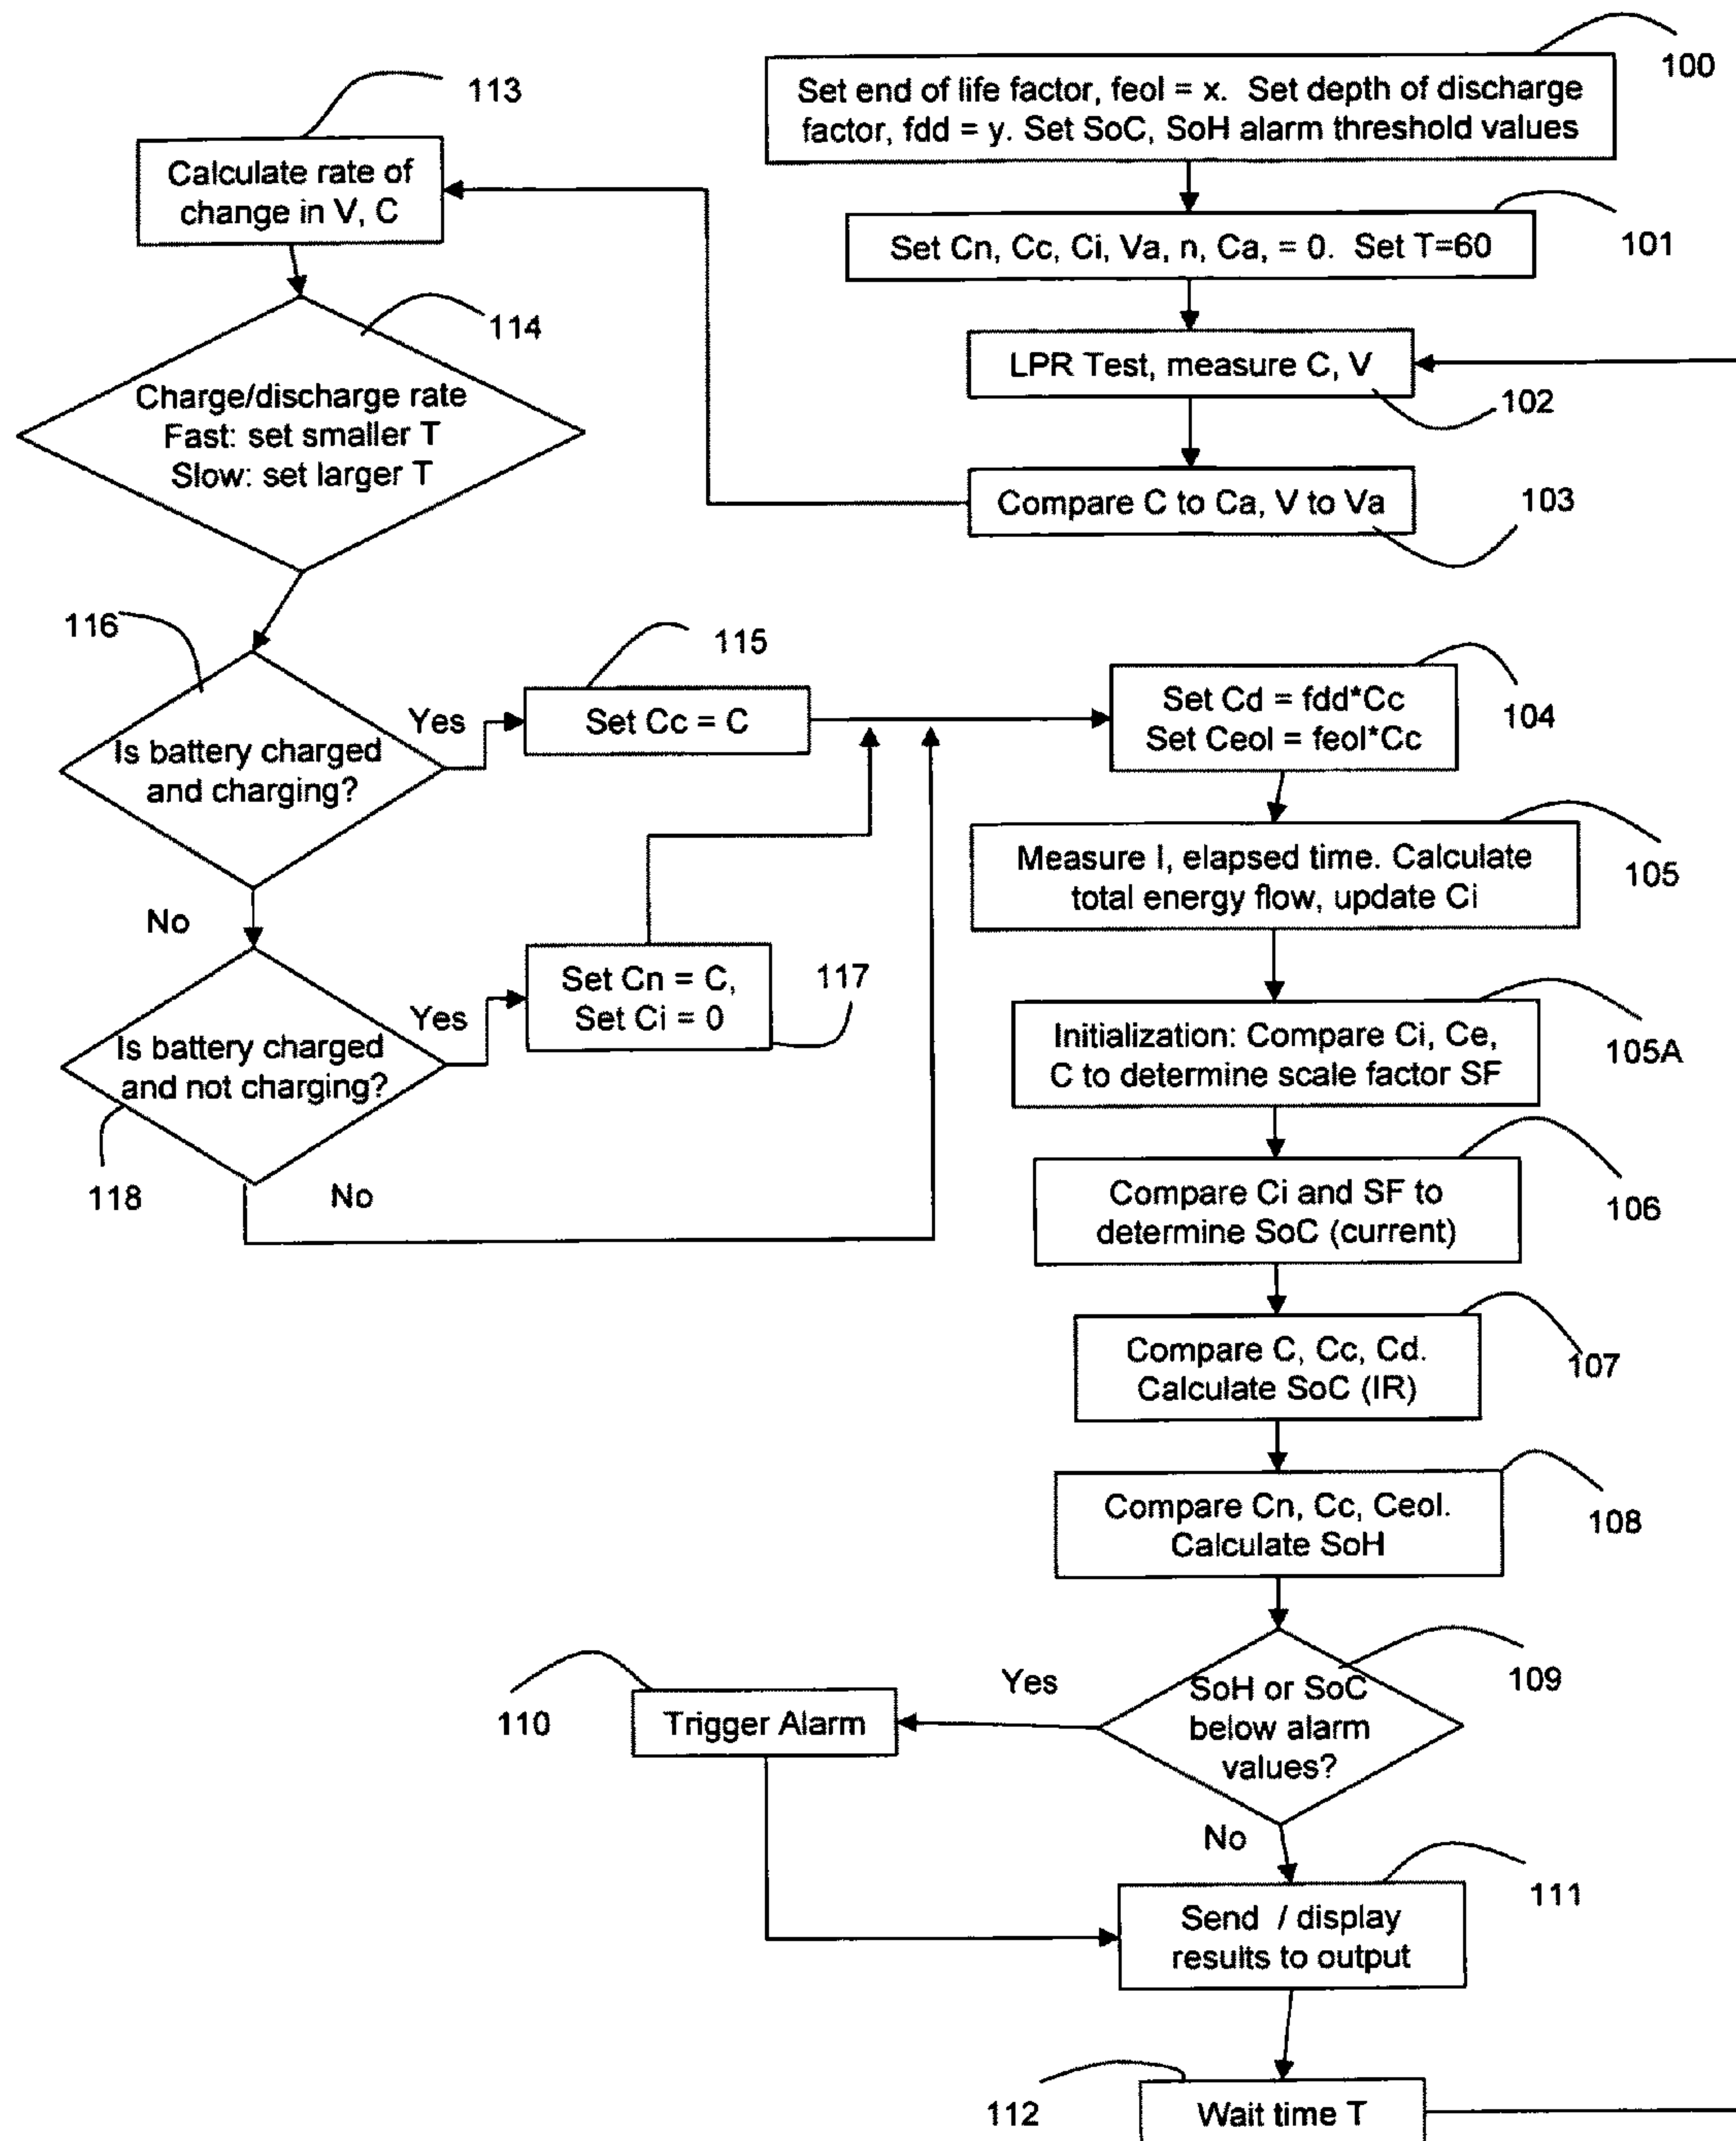 100
Set end of life factor, feol = x. Set depth of discharge
factor, fdd = y. Set SoC, SoH alarm threshold values
101
Set Cn, Cc, Ci, Va, n, Ca, = 0. Set T=60
LPR Test, measure C, V
102
Compare C to Ca, V to Va
103
113
Calculate rate of
change in V, C
114
Charge/discharge rate
Fast: set smaller T
Slow: set larger T
116
Is battery charged
and charging?
Yes
No
115
Set Cc = C
Is battery charged
and not charging?
118
Yes
No
Set Cn = C,
Set Ci = 0
117
Set Cd = fdd*Cc
Set Ceol = feol*Cc
104
Measure I, elapsed time. Calculate
total energy flow, update Ci
105
Initialization: Compare Ci, Ce,
C to determine scale factor SF
105A
Compare Ci and SF to
determine SoC (current)
106
Compare C, Cc, Cd.
Calculate SoC (IR)
107
Compare Cn, Cc, Ceol.
Calculate SoH
108
SoH or SoC
below alarm
values?
109
Yes
No
110
Trigger Alarm
Send / display
results to output
111
112
Wait time T